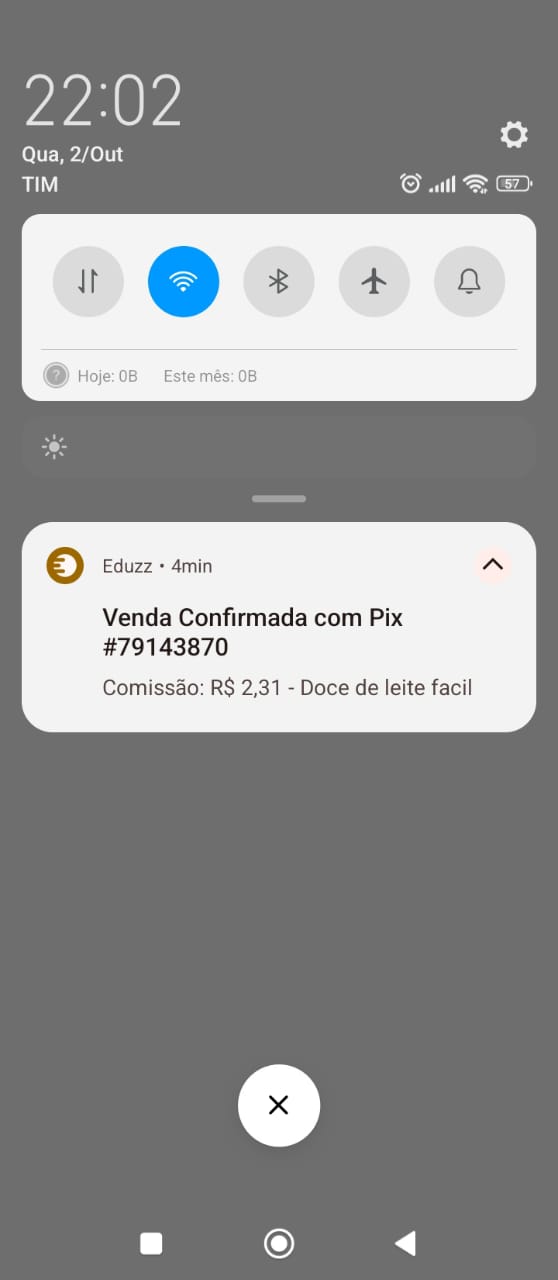 22:02
Qua, 2/Out
TIM
57
Hoje: 0B Este mês: 0B
Eduzz • 4min
Venda Confirmada com Pix
#79143870
Comissão: R$ 2,31 - Doce de leite facil